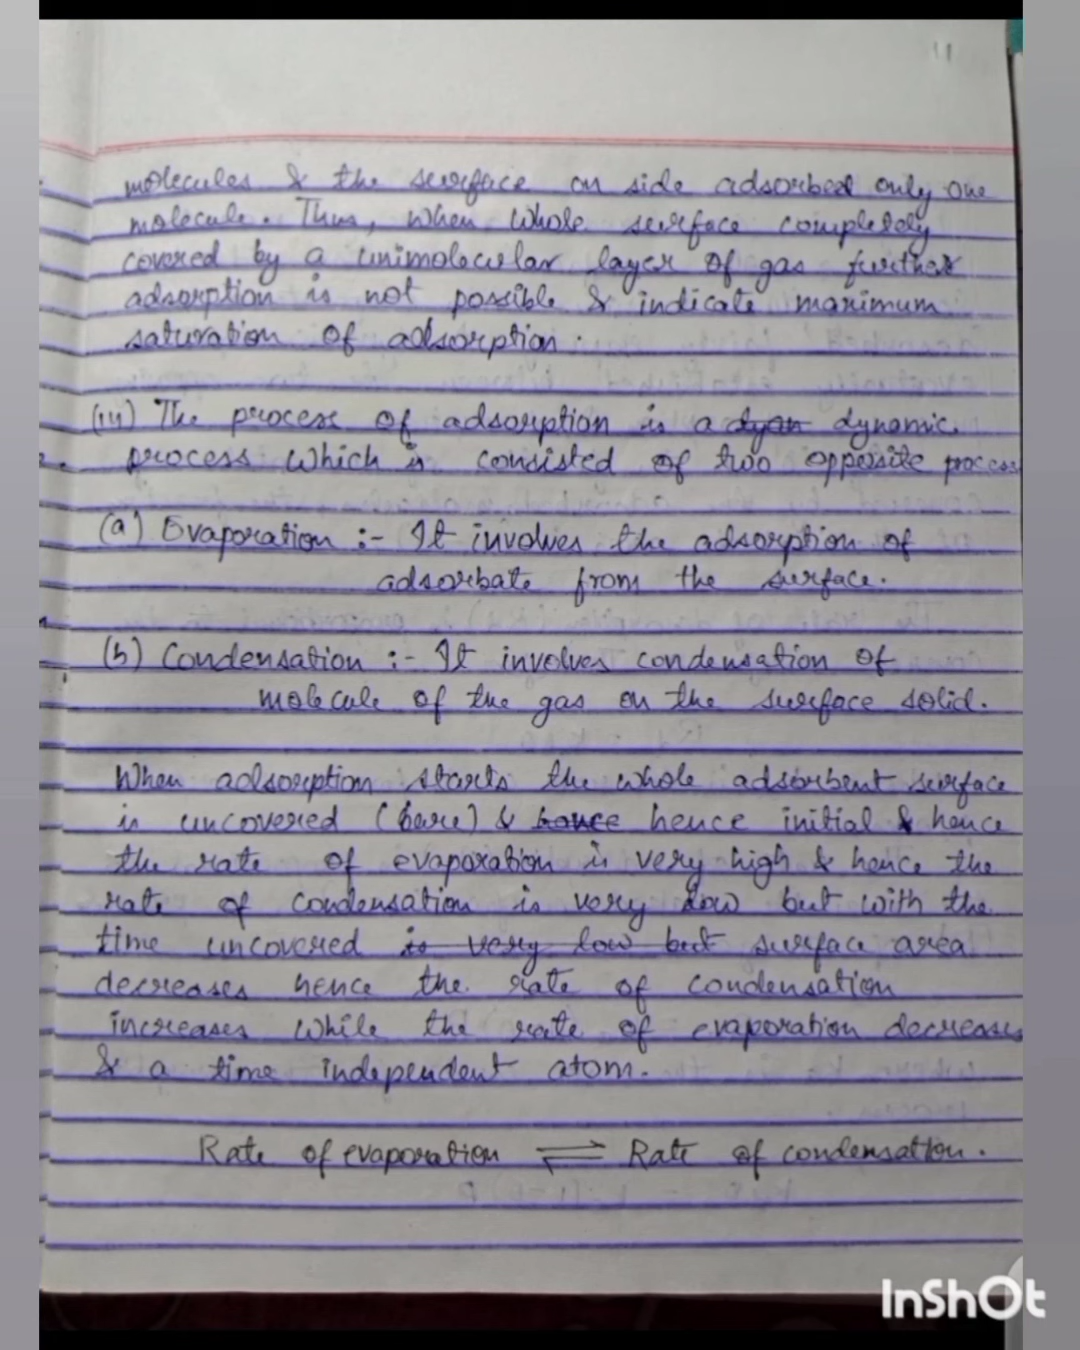 molecules & the surface on side adsorbed only one
molecule. Thus, when whole surface completely
covered by a unimolecular layer of gas further
adsorption is not possible & indicate maximum
saturation of adsorption.
(iii) The process of adsorption is a dyan dynamic
process which is consisted of two opposite process
(a) Evaporation :- It involves the adsorption of
adsorbate from the surface.
(b) Condensation :- It involves condensation of
molecule of the gas on the surface solid.
When adsorption starts the whole adsorbent surface
is uncovered (bare) & hence hence initial & hence
the rate of evaporation is very high & hence the
rate of condensation is very low but with the
time uncovered is very low but surface area
decreases hence the rate of condensation
increases while the rate of evaporation decreases
& a time independent atom.
Rate of evaporation ⇌ Rate of condensation.
InShOt